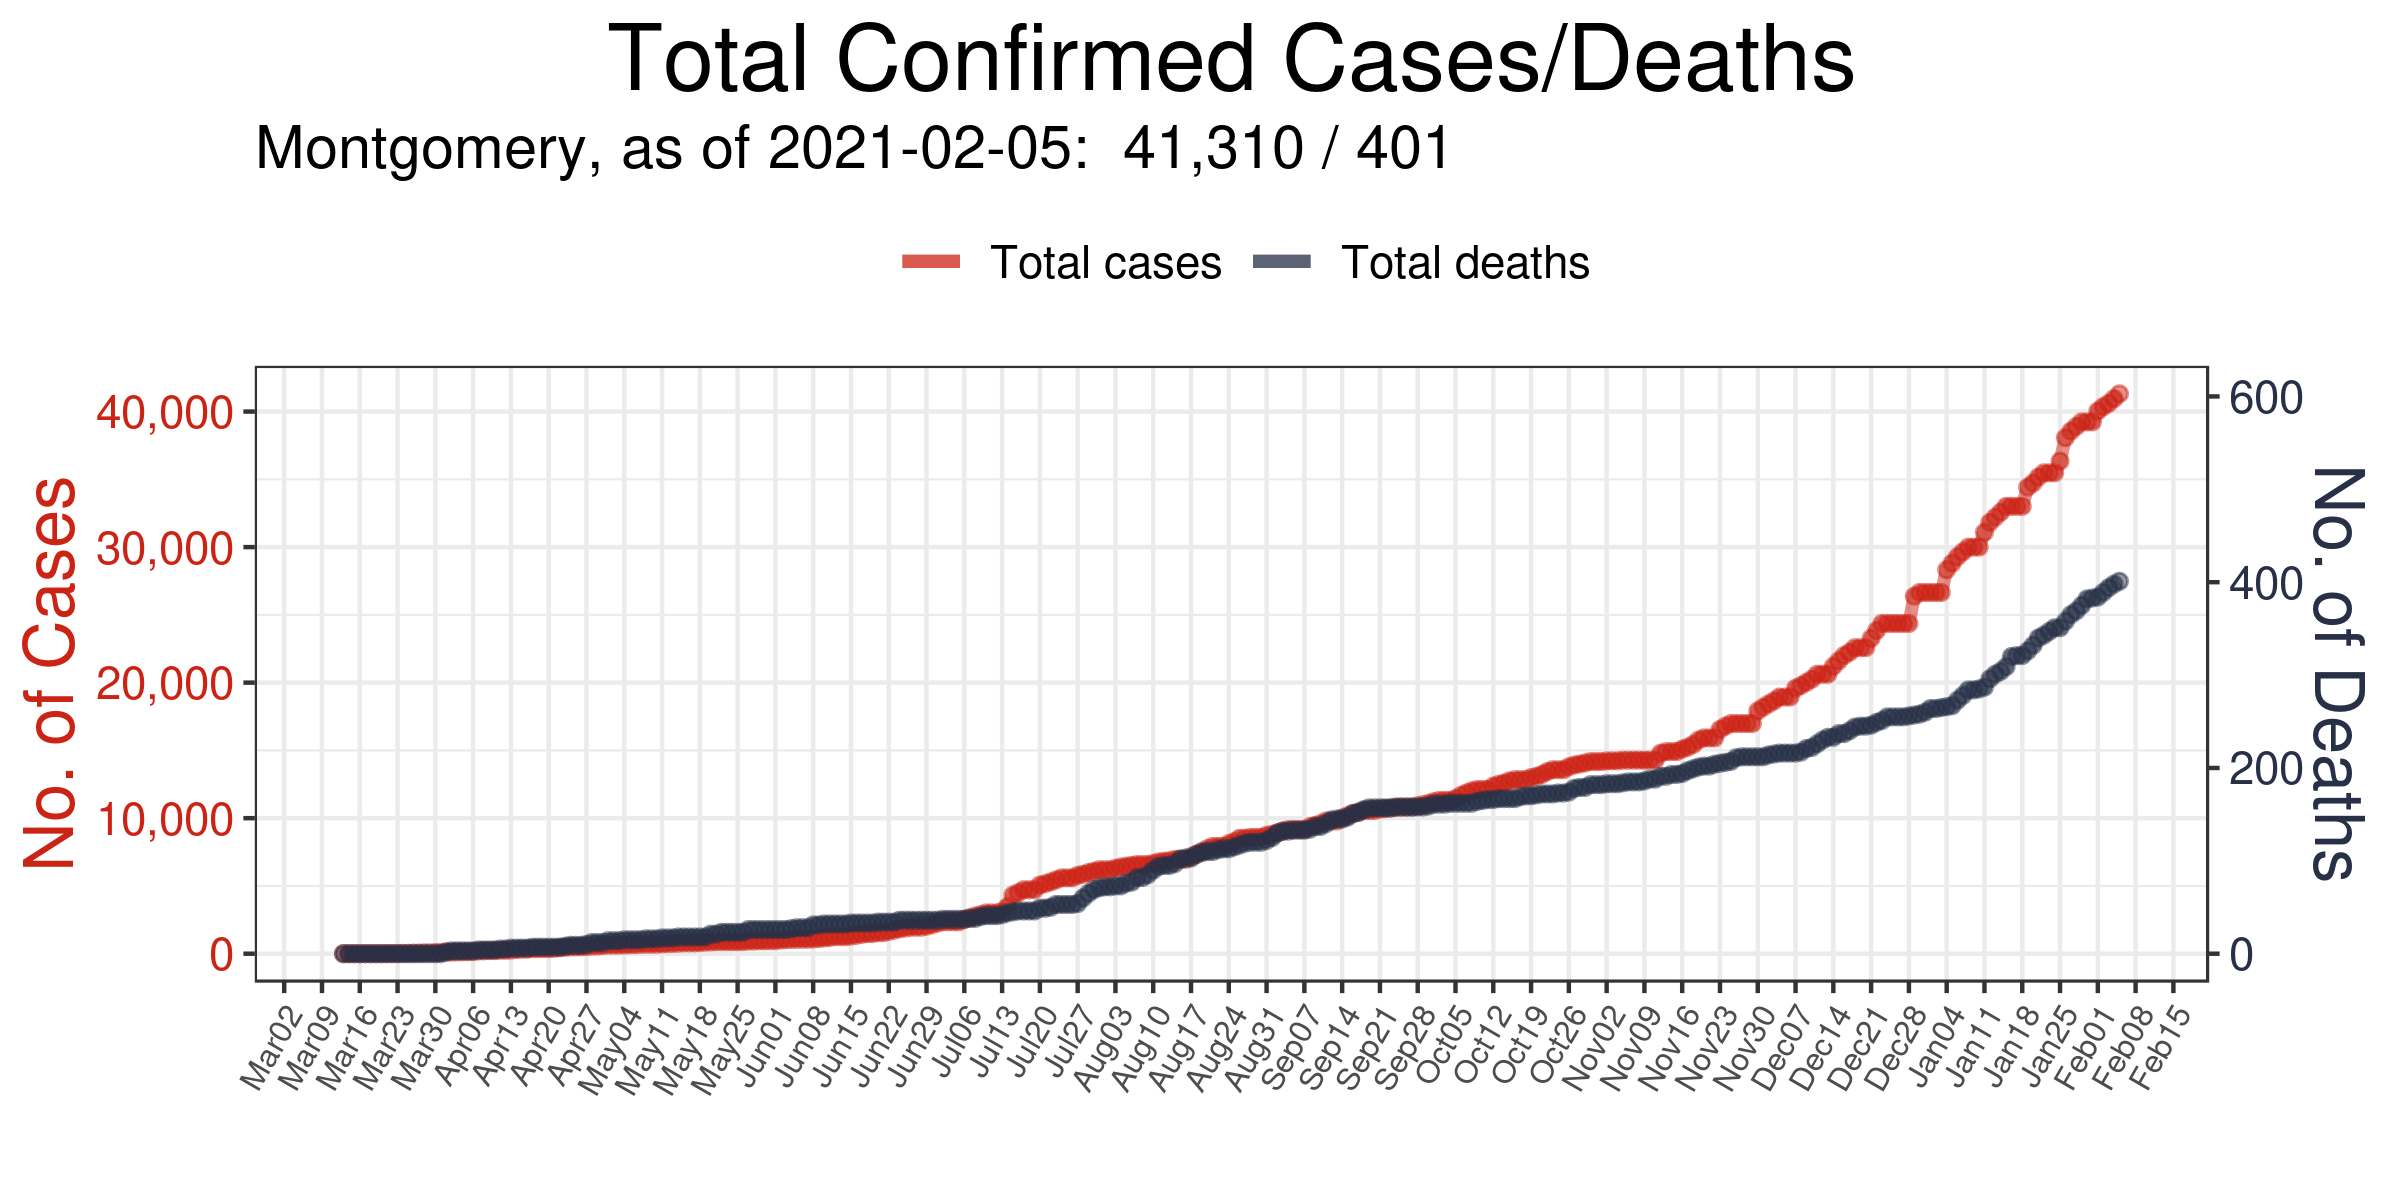 Total Confirmed Cases/Deaths
Montgomery, as of 2021-02-05:  41,310 / 401
Total cases
Total deaths
No. of Cases
40,000
30,000
20,000
10,000
0
600
400
200
0
No. of Deaths
Mar02
Mar09
Mar16
Mar23
Mar30
Apr06
Apr13
Apr20
Apr27
May04
May11
May18
May25
Jun01
Jun08
Jun15
Jun22
Jun29
Jul06
Jul13
Jul20
Jul27
Aug03
Aug10
Aug17
Aug24
Aug31
Sep07
Sep14
Sep21
Sep28
Oct05
Oct12
Oct19
Oct26
Nov02
Nov09
Nov16
Nov23
Nov30
Dec07
Dec14
Dec21
Dec28
Jan04
Jan11
Jan18
Jan25
Feb01
Feb08
Feb15